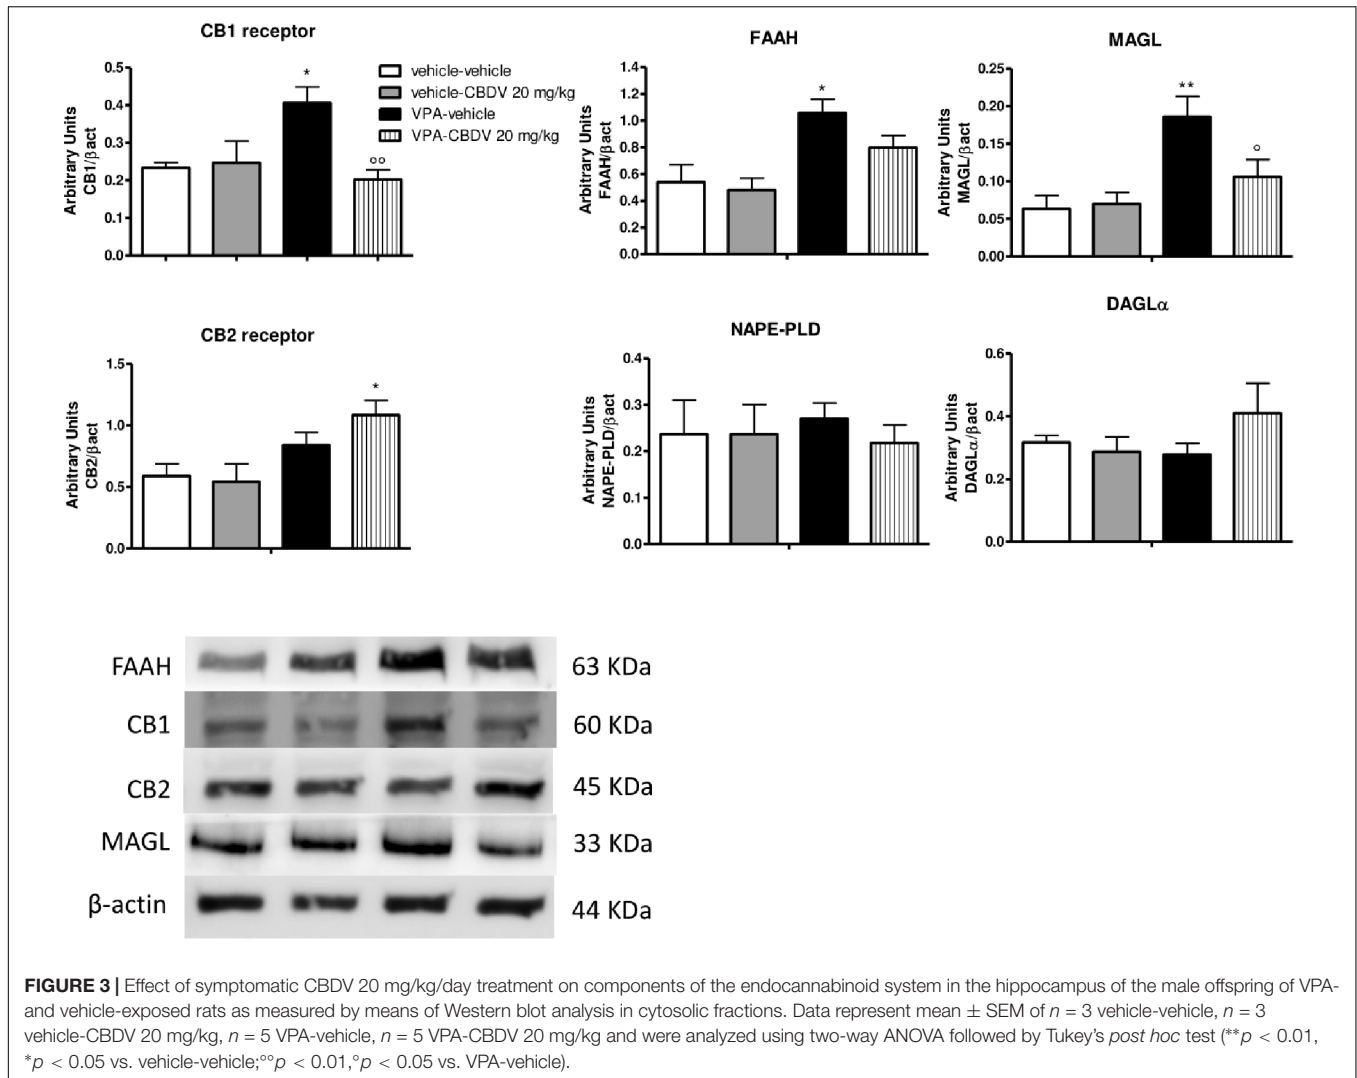 CB1 receptor
Arbitrary Units
CB1/βact
0.5
0.4
0.3
0.2
0.1
0.0
*
°°
vehicle-vehicle
vehicle-CBDV 20 mg/kg
VPA-vehicle
VPA-CBDV 20 mg/kg
FAAH
Arbitrary Units
FAAH/βact
1.4
1.2
1.0
0.8
0.6
0.4
0.2
0.0
*
MAGL
Arbitrary Units
MAGL/βact
0.25
0.20
0.15
0.10
0.05
0.00
**
°
CB2 receptor
Arbitrary Units
CB2/βact
1.5
1.0
0.5
0.0
*
NAPE-PLD
Arbitrary Units
NAPE-PLD/βact
0.4
0.3
0.2
0.1
0.0
DAGLα
Arbitrary Units
DAGLα/βact
0.6
0.4
0.2
0.0
FAAH 63 KDa
CB1 60 KDa
CB2 45 KDa
MAGL 33 KDa
β-actin 44 KDa
FIGURE 3 | Effect of symptomatic CBDV 20 mg/kg/day treatment on components of the endocannabinoid system in the hippocampus of the male offspring of VPA-
and vehicle-exposed rats as measured by means of Western blot analysis in cytosolic fractions. Data represent mean ± SEM of n = 3 vehicle-vehicle, n = 3
vehicle-CBDV 20 mg/kg, n = 5 VPA-vehicle, n = 5 VPA-CBDV 20 mg/kg and were analyzed using two-way ANOVA followed by Tukey's post hoc test (**p < 0.01,
*p < 0.05 vs. vehicle-vehicle;°°p < 0.01,°p < 0.05 vs. VPA-vehicle).